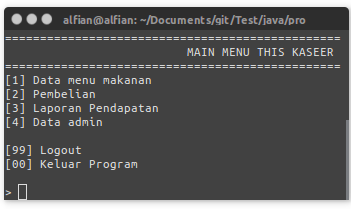 alfian@alfian: ~/Documents/git/Test/java/pro
================================================
MAIN MENU THIS KASEER
================================================
[1] Data menu makanan
[2] Pembelian
[3] Laporan Pendapatan
[4] Data admin
[99] Logout
[00] Keluar Program
>